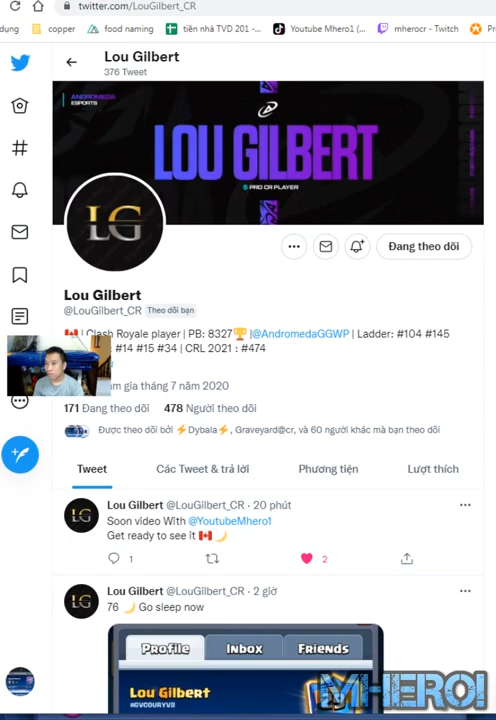 twitter.com/LouGilbert_CR
dung copper food naming tiền nhà TVD 201 -... Youtube Mhero1 mherocr - Twitch Pro
Lou Gilbert
376 Tweet
ANDROMEDA
ESPORTS
LOU GILBERT
PRO CR PLAYER
LG
Đang theo dõi
Lou Gilbert
@LouGilbert_CR Theo dõi bạn
| Clash Royale player | PB: 8327🏆 |@AndromedaGGWP | Ladder: #104 #145
#14 #15 #34 | CRL 2021 : #474
am gia tháng 7 năm 2020
171 Đang theo dõi 478 Người theo dõi
Được theo dõi bởi ⚡Dybala⚡, Graveyard@cr, và 60 người khác mà bạn theo dõi
Tweet Các Tweet & trả lời Phương tiện Lượt thích
LG
Lou Gilbert @LouGilbert_CR · 20 phút
Soon video With @YoutubeMhero1
Get ready to see it 🇨🇦 🌙
1 2
LG
Lou Gilbert @LouGilbert_CR · 2 giờ
76 🌙 Go sleep now
Profile Inbox Friends
Lou Gilbert
#GVCOURYV8
MHERO1